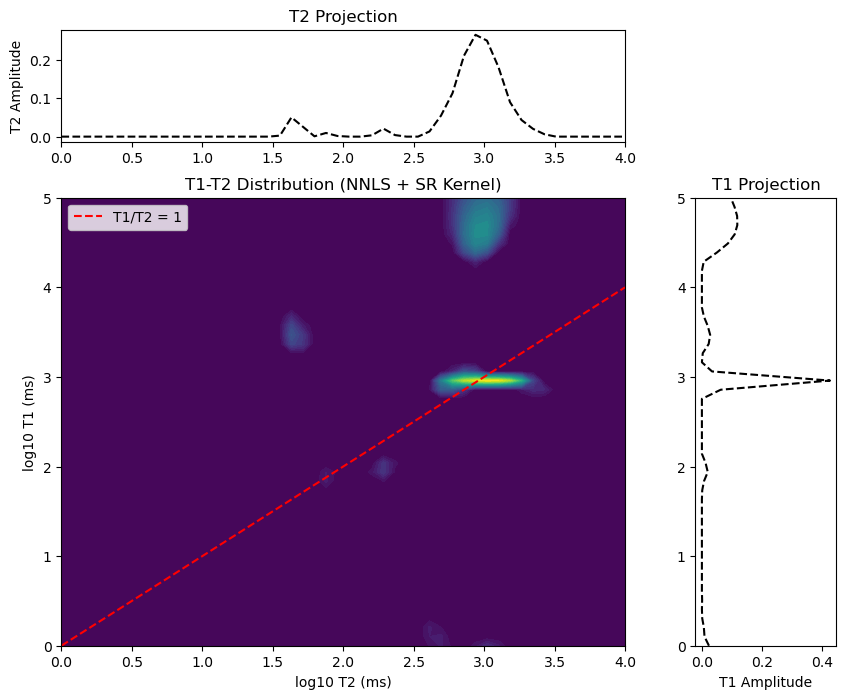 T2 Projection
T2 Amplitude
0.2
0.1
0.0
0.0 0.5 1.0 1.5 2.0 2.5 3.0 3.5 4.0
T1-T2 Distribution (NNLS + SR Kernel)
T1/T2 = 1
log10 T1 (ms)
5
4
3
2
1
0
0.0 0.5 1.0 1.5 2.0 2.5 3.0 3.5 4.0
log10 T2 (ms)
T1 Projection
5
4
3
2
1
0
0.0 0.2 0.4
T1 Amplitude